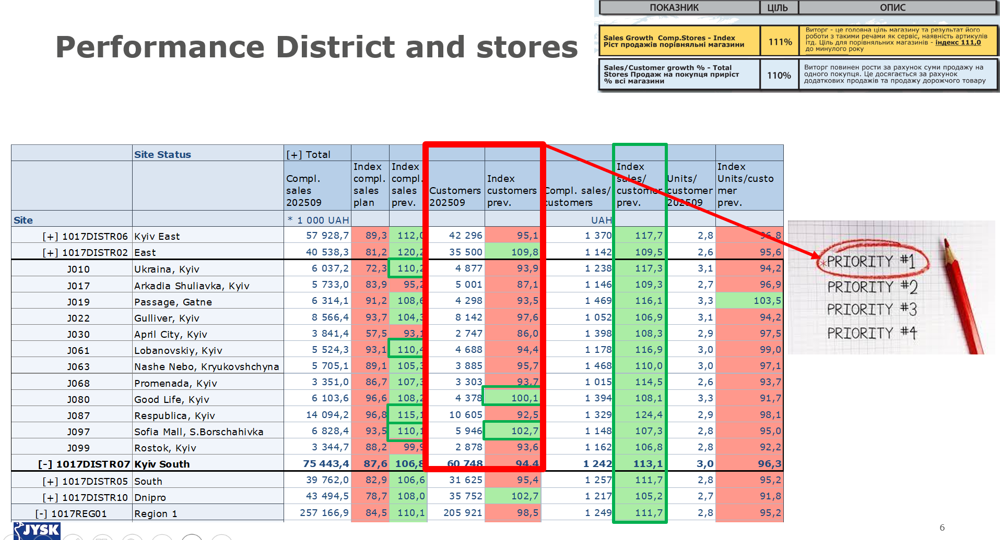 ПОКАЗНИК ЦІЛЬ ОПИС
Performance District and stores
Sales Growth Comp.Stores - Index
Ріст продажів порівняльні магазини
111%
Виторг - це головна ціль магазину та результат його
роботи з такими речами як сервіс, наявність артикулів
ітд. Ціль для порівняльних магазинів - індекс 111,0
до минулого року
Sales/Customer growth % - Total
Stores Продаж на покупця приріст
% всі магазини
110%
Виторг повинен рости за рахунок суми продажу на
одного покупця. Це досягається за рахунок
додаткових продажів та продажу дорожчого товару
Site Status [+] Total
Compl. sales 202509
Index compl. sales plan
Index compl. sales prev.
Customers 202509
Index customers prev.
Compl. sales/ customers
Index sales/ customer prev.
Units/ customer 202509
Index Units/custo mer prev.
Site * 1 000 UAH UAH
[+] 1017DISTR06 Kyiv East 57 928,7 89,3 112,0 42 296 95,1 1 370 117,7 2,8 96,8
[+] 1017DISTR02 East 40 538,3 81,2 120,2 35 500 109,8 1 142 109,5 2,6 95,6
J010 Ukraina, Kyiv 6 037,2 72,3 110,2 4 877 93,9 1 238 117,3 3,1 94,2
J017 Arkadia Shuliavka, Kyiv 5 733,0 83,9 95,2 5 001 87,1 1 146 109,3 2,7 96,9
J019 Passage, Gatne 6 314,1 91,2 108,6 4 298 93,5 1 469 116,1 3,3 103,5
J022 Gulliver, Kyiv 8 566,4 93,7 104,3 8 142 97,6 1 052 106,9 3,1 94,2
J030 April City, Kyiv 3 841,4 57,5 93,1 2 747 86,0 1 398 108,3 2,9 97,5
J061 Lobanovskiy, Kyiv 5 524,3 93,1 110,4 4 688 94,4 1 178 116,9 3,0 99,0
J063 Nashe Nebo, Kryukovshchyna 5 705,1 89,1 105,3 3 885 95,7 1 468 110,0 3,0 97,1
J068 Promenada, Kyiv 3 351,0 86,7 107,3 3 303 93,7 1 015 114,5 2,6 93,7
J080 Good Life, Kyiv 6 103,6 96,6 108,2 4 378 100,1 1 394 108,1 3,3 91,7
J087 Respublica, Kyiv 14 094,2 96,8 115,1 10 605 92,5 1 329 124,4 2,9 98,1
J097 Sofia Mall, S.Borschahivka 6 828,4 93,5 110,1 5 946 102,7 1 148 107,3 2,8 95,0
J099 Rostok, Kyiv 3 344,7 88,2 99,9 2 878 93,6 1 162 106,8 2,8 92,2
[-] 1017DISTR07 Kyiv South 75 443,4 87,6 106,8 60 748 94,4 1 242 113,1 3,0 96,3
[+] 1017DISTR05 South 39 762,0 82,9 106,6 31 625 95,4 1 257 111,7 2,8 95,2
[+] 1017DISTR10 Dnipro 43 494,5 78,7 108,0 35 752 102,7 1 217 105,2 2,7 91,8
[-] 1017REG01 Region 1 257 166,9 84,5 110,1 205 921 98,5 1 249 111,7 2,8 95,2
*PRIORITY #1
PRIORITY #2
PRIORITY #3
PRIORITY #4
JYSK
6